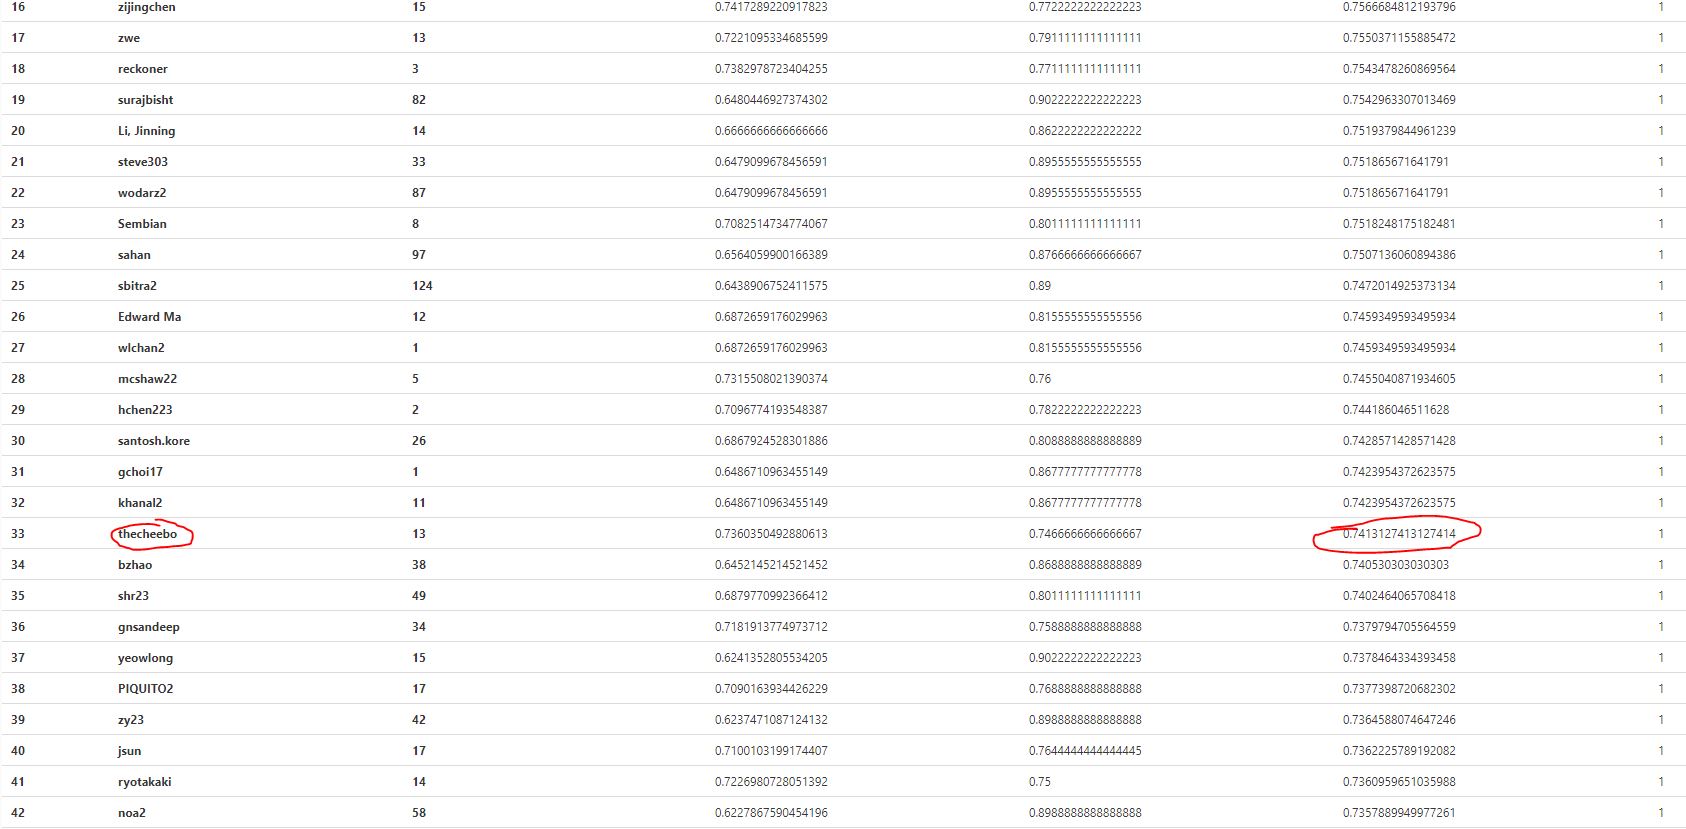 16 zijingchen 15 0.7417289220917823 0.7722222222222223 0.7566684812193796 1
17 zwe 13 0.7221095334685599 0.7911111111111111 0.7550371155885472 1
18 reckoner 3 0.7382978723404255 0.7711111111111111 0.7543478260869564 1
19 surajbisht 82 0.6480446927374302 0.9022222222222223 0.7542963307013469 1
20 Li, Jinning 14 0.6666666666666666 0.8622222222222222 0.7519379844961239 1
21 steve303 33 0.6479099678456591 0.8955555555555555 0.751865671641791 1
22 wodarz2 87 0.6479099678456591 0.8955555555555555 0.751865671641791 1
23 Sembian 8 0.7082514734774067 0.8011111111111111 0.7518248175182481 1
24 sahan 97 0.6564059900166389 0.8766666666666667 0.7507136060894386 1
25 sbitra2 124 0.6438906752411575 0.89 0.7472014925373134 1
26 Edward Ma 12 0.6872659176029963 0.8155555555555556 0.7459349593495934 1
27 wlchan2 1 0.6872659176029963 0.8155555555555556 0.7459349593495934 1
28 mcshaw22 5 0.7315508021390374 0.76 0.7455040871934605 1
29 hchen223 2 0.7096774193548387 0.7822222222222223 0.744186046511628 1
30 santosh.kore 26 0.6867924528301886 0.8088888888888889 0.7428571428571428 1
31 gchoi17 1 0.6486710963455149 0.8677777777777778 0.7423954372623575 1
32 khanal2 11 0.6486710963455149 0.8677777777777778 0.7423954372623575 1
33 thecheebo 13 0.7360350492880613 0.7466666666666667 0.7413127413127414 1
34 bzhao 38 0.6452145214521452 0.8688888888888889 0.740530303030303 1
35 shr23 49 0.6879770992366412 0.8011111111111111 0.7402464065708418 1
36 gnsandeep 34 0.7181913774973712 0.7588888888888888 0.7379794705564559 1
37 yeowlong 15 0.6241352805534205 0.9022222222222223 0.7378464334393458 1
38 PIQUITO2 17 0.7090163934426229 0.7688888888888888 0.7377398720682302 1
39 zy23 42 0.6237471087124132 0.8988888888888888 0.7364588074647246 1
40 jsun 17 0.7100103199174407 0.7644444444444445 0.7362225789192082 1
41 ryotakaki 14 0.7226980728051392 0.75 0.7360959651035988 1
42 noa2 58 0.6227867590454196 0.8988888888888888 0.7357889949977261 1